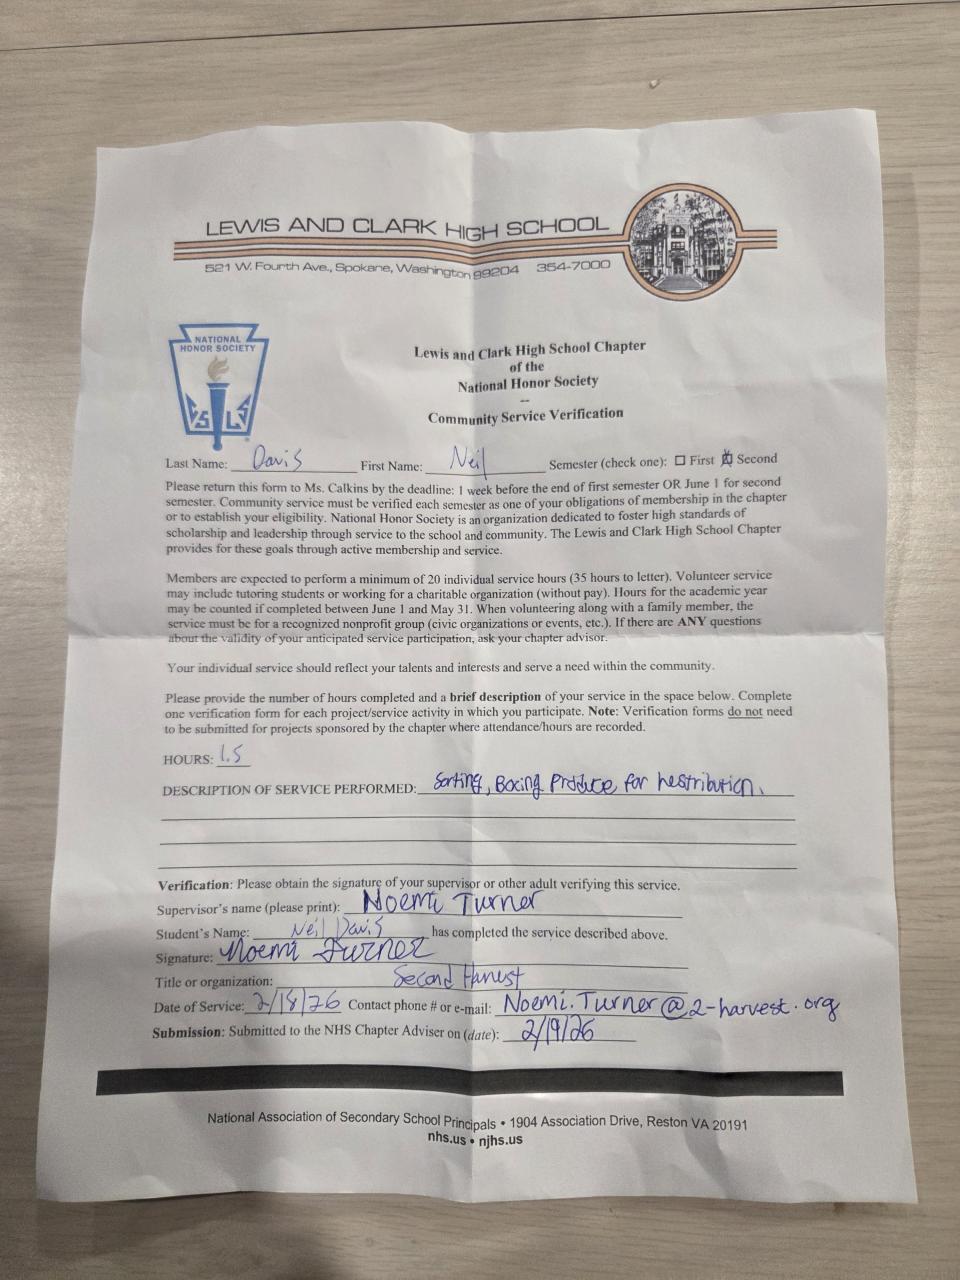 LEWIS AND CLARK HIGH SCHOOL
521 W. Fourth Ave., Spokane, Washington 99204 354-7000
NATIONAL
HONOR SOCIETY
Lewis and Clark High School Chapter
of the
National Honor Society
--
Community Service Verification
Last Name: Davis First Name: Neil Semester (check one): ☐ First ☒ Second
Please return this form to Ms. Calkins by the deadline: 1 week before the end of first semester OR June 1 for second
semester. Community service must be verified each semester as one of your obligations of membership in the chapter
or to establish your eligibility. National Honor Society is an organization dedicated to foster high standards of
scholarship and leadership through service to the school and community. The Lewis and Clark High School Chapter
provides for these goals through active membership and service.
Members are expected to perform a minimum of 20 individual service hours (35 hours to letter). Volunteer service
may include tutoring students or working for a charitable organization (without pay). Hours for the academic year
may be counted if completed between June 1 and May 31. When volunteering along with a family member, the
service must be for a recognized nonprofit group (civic organizations or events, etc.). If there are ANY questions
about the validity of your anticipated service participation, ask your chapter advisor.
Your individual service should reflect your talents and interests and serve a need within the community.
Please provide the number of hours completed and a brief description of your service in the space below. Complete
one verification form for each project/service activity in which you participate. Note: Verification forms do not need
to be submitted for projects sponsored by the chapter where attendance/hours are recorded.
HOURS: 1.5
DESCRIPTION OF SERVICE PERFORMED: Sorting, Boxing Produce for
Verification: Please obtain the signature of your supervisor or other adult verifying this service.
Supervisor's name (please print): Noemi Turner
Student's Name: Neil Davis has completed the service described above.
Signature: Noemi Turner
Title or organization: Second Harvest
Date of Service: 2/18/26 Contact phone # or e-mail: Noemi.Turner@2-harvest.org
Submission: Submitted to the NHS Chapter Adviser on (date): 2/19/26
National Association of Secondary School Principals • 1904 Association Drive, Reston VA 20191
nhs.us • njhs.us